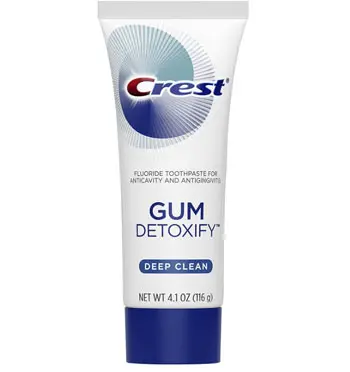 Crest®
FLUORIDE TOOTHPASTE FOR
ANTICAVITY AND ANTIGINGIVITIS
GUM
DETOXIFY™
DEEP CLEAN
NET WT 4.1 OZ (116 g)